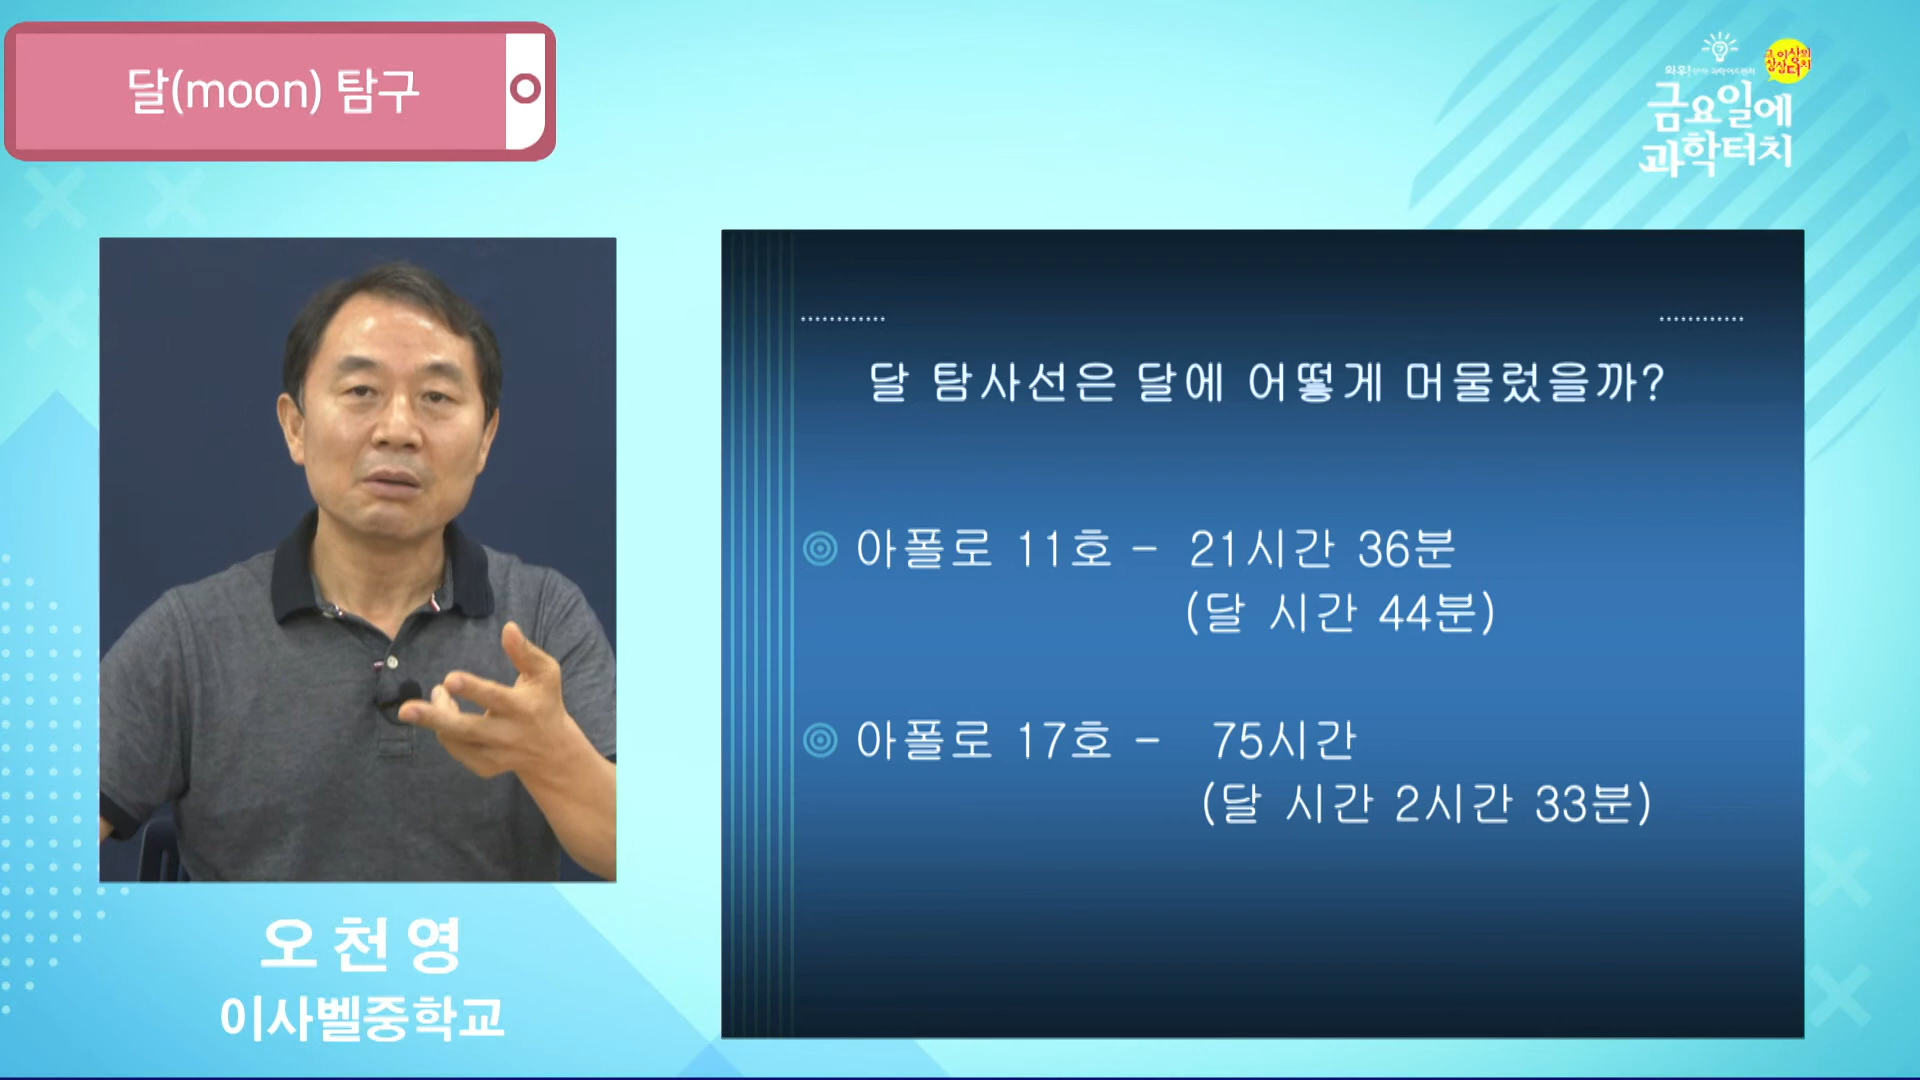 달(moon) 탐구
와우!
금요일에
과학터치
달 탐사선은 달에 어떻게 머물렀을까?
아폴로 11호 - 21시간 36분
(달 시간 44분)
아폴로 17호 - 75시간
(달 시간 2시간 33분)
오천영
이사벨중학교